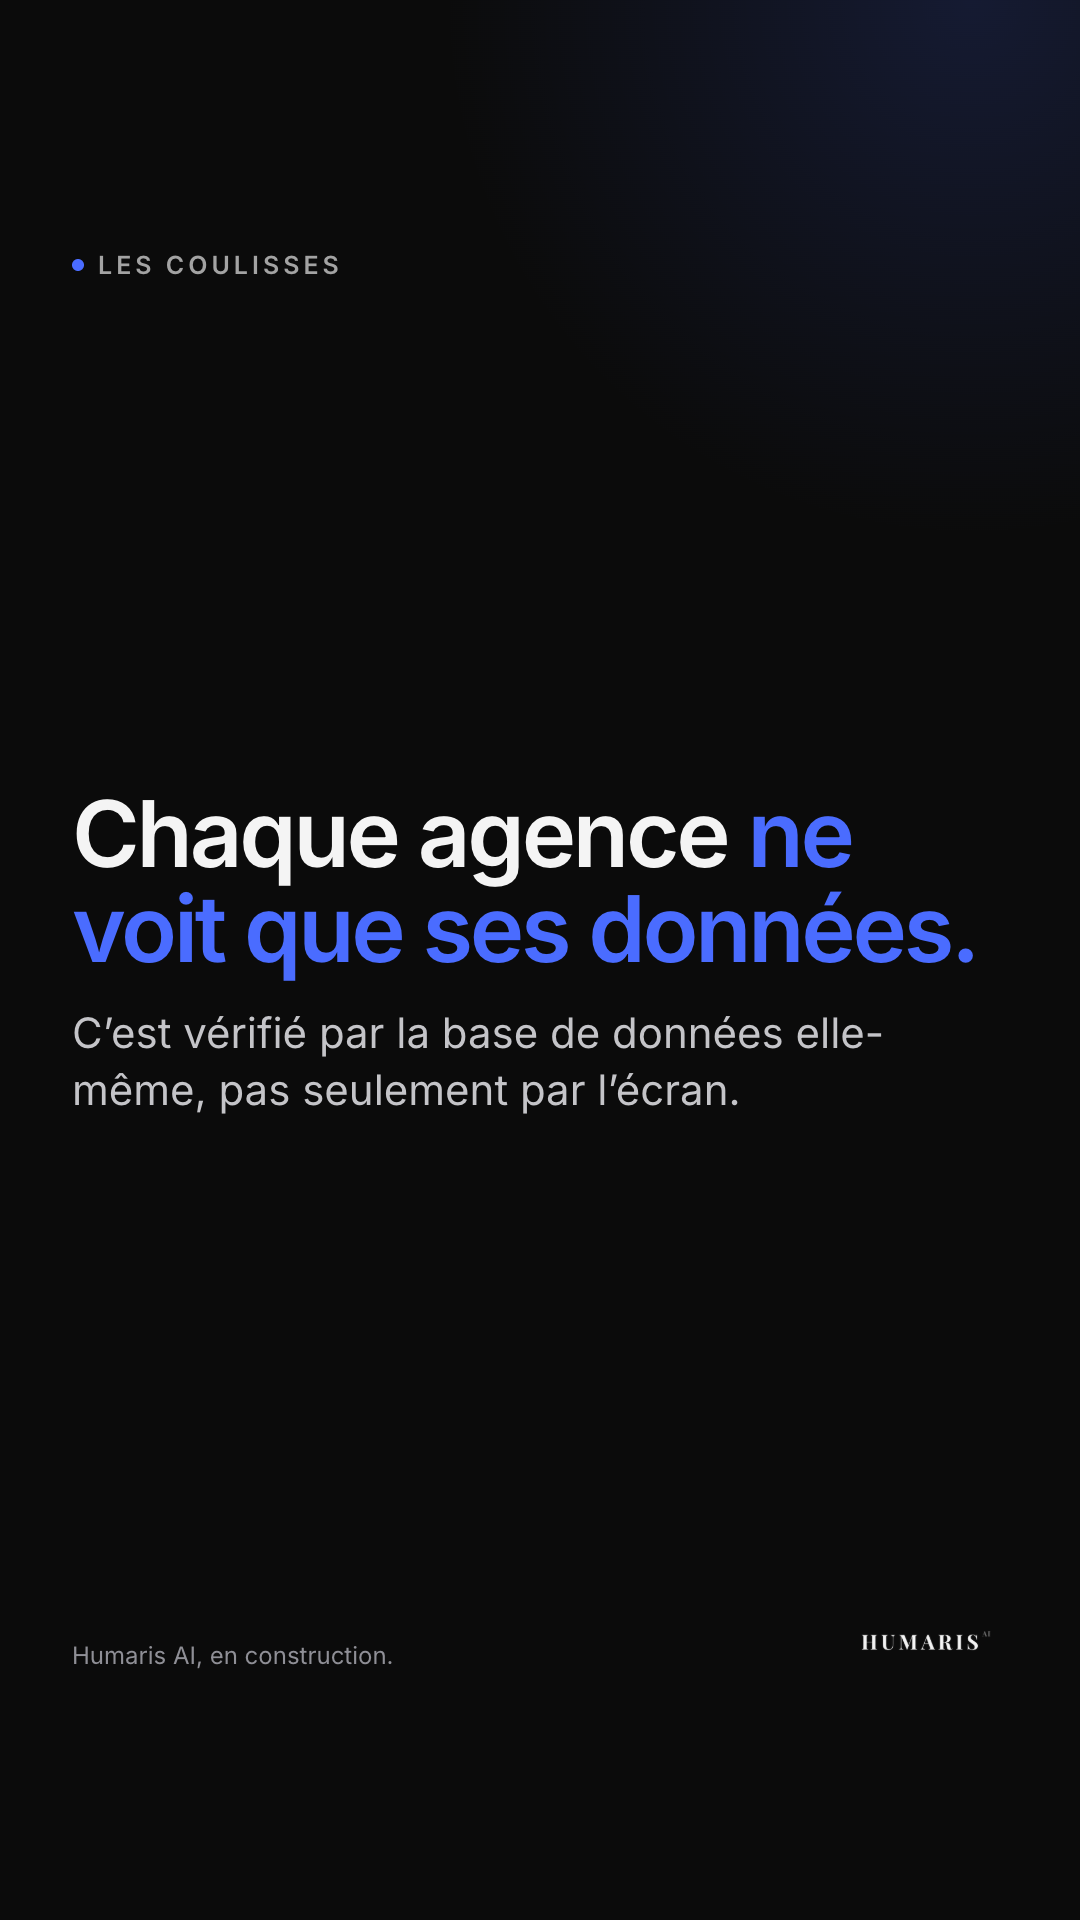 LES COULISSES
Chaque agence ne
voit que ses données.
C’est vérifié par la base de données elle-
même, pas seulement par l’écran.
Humaris AI, en construction.
HUMARIS AI